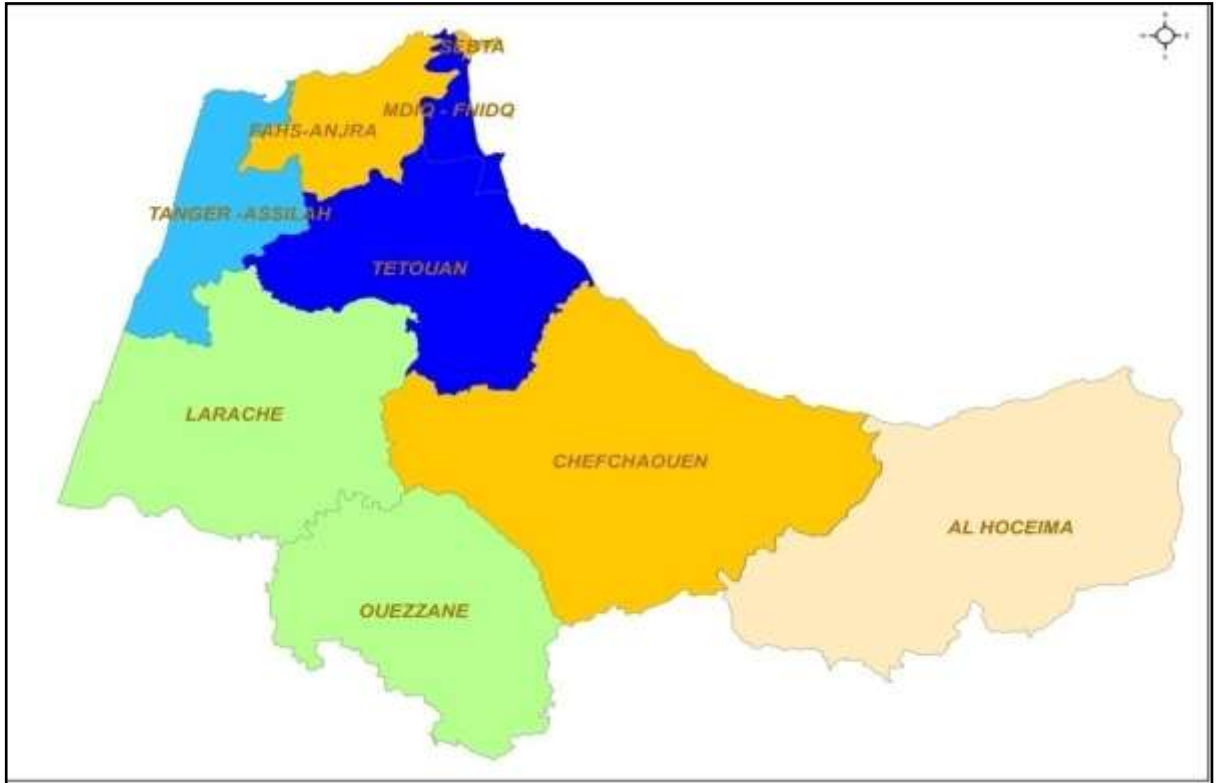 SEBTA
MDIQ - FNIDQ
FAHS-ANJRA
TANGER -ASSILAH
TETOUAN
LARACHE
CHEFCHAOUEN
AL HOCEIMA
OUEZZANE